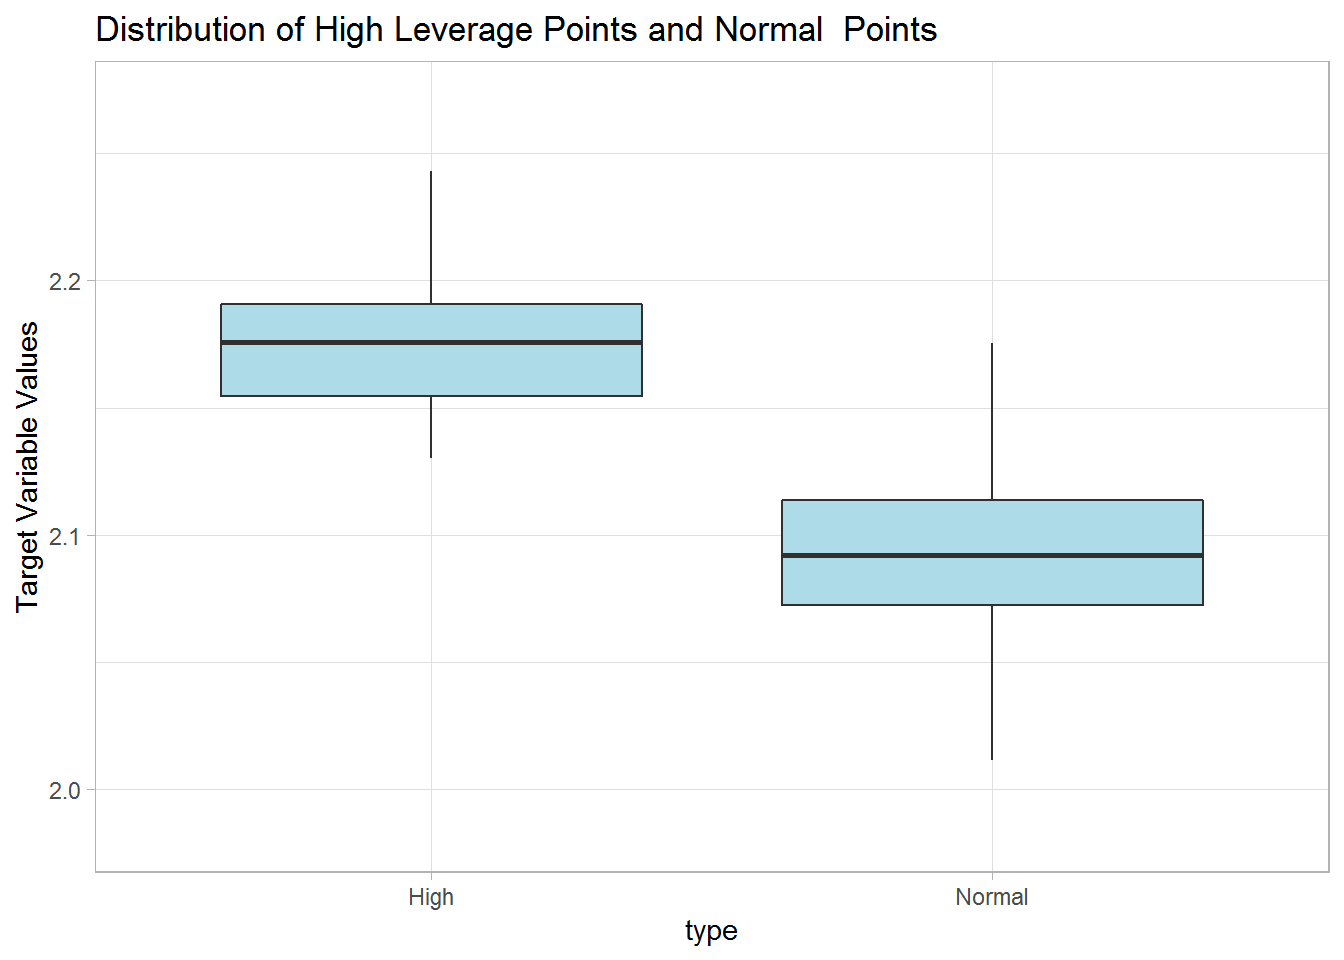 Distribution of High Leverage Points and Normal  Points
Target Variable Values
2.2
2.1
2.0
High
Normal
type